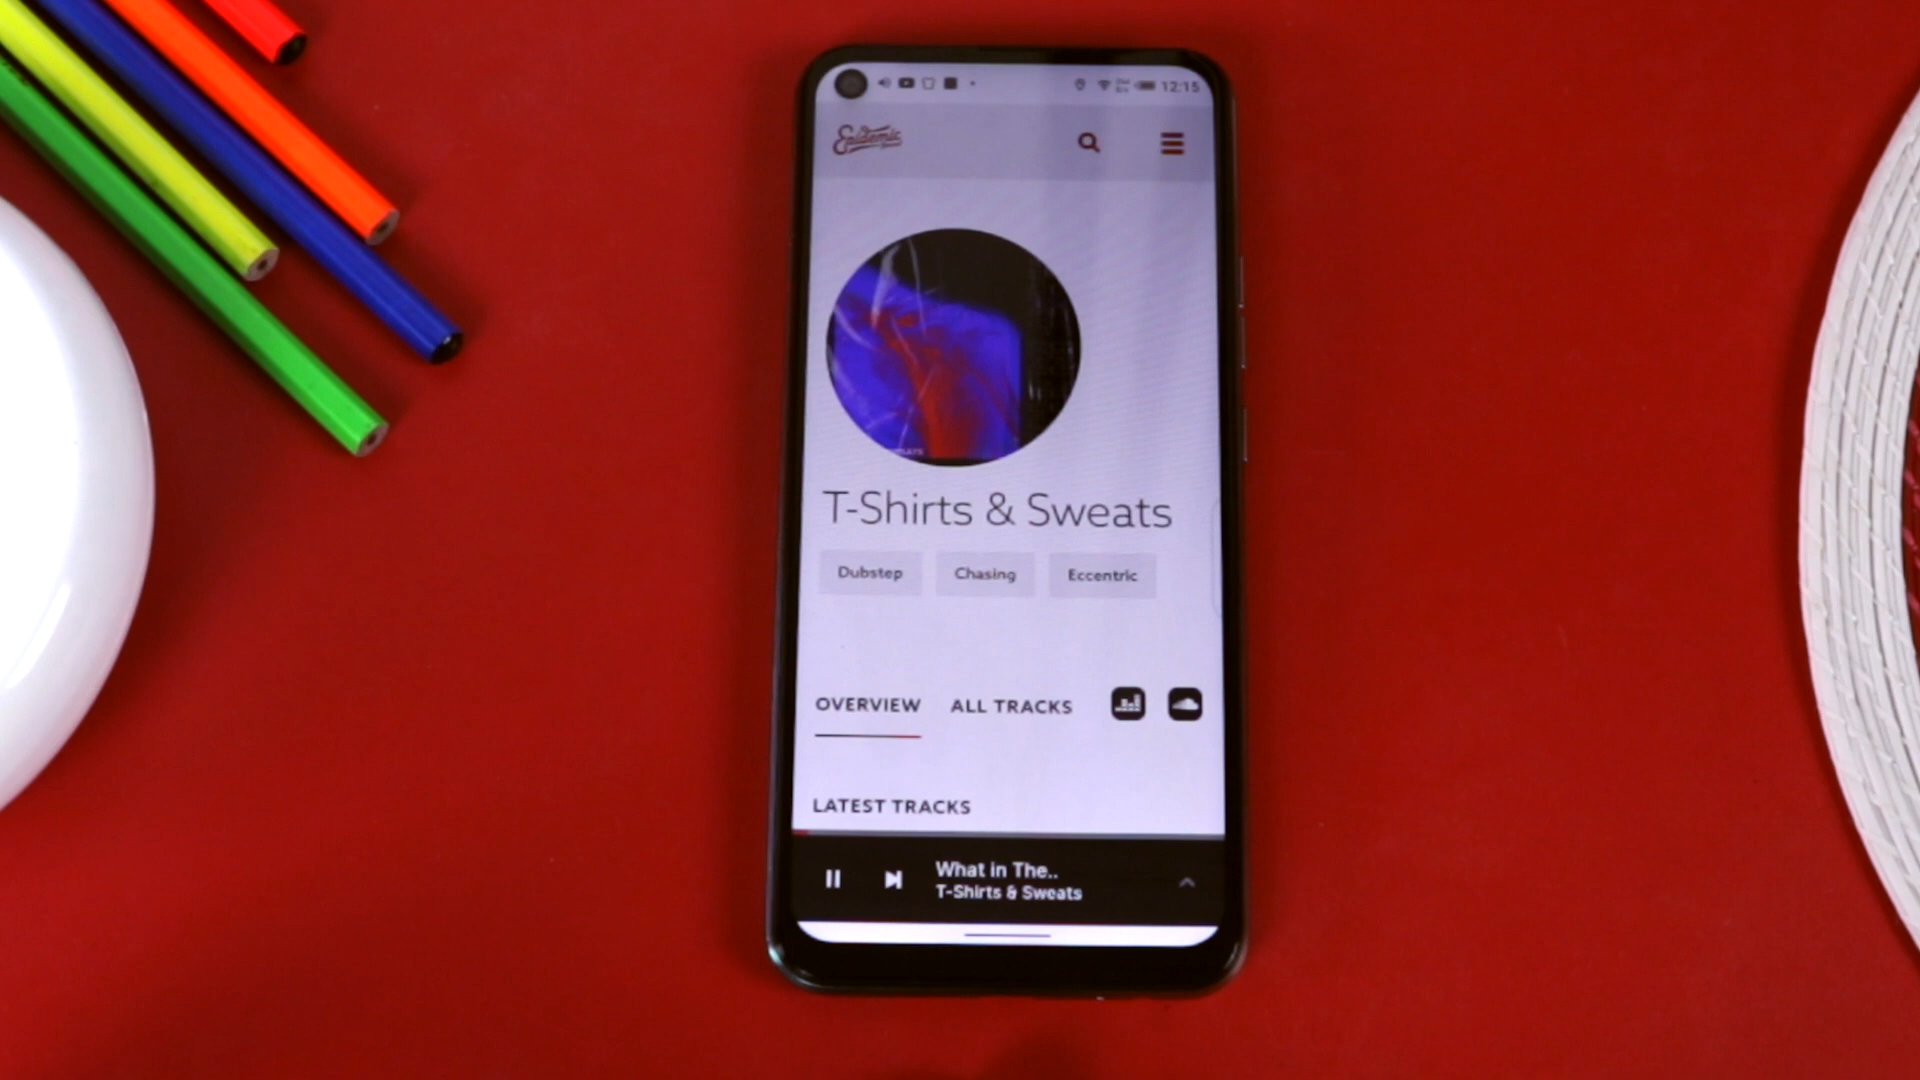 12:15
Epidemic
T-Shirts & Sweats
Dubstep
Chasing
Eccentric
OVERVIEW
ALL TRACKS
LATEST TRACKS
What in The..
T-Shirts & Sweats